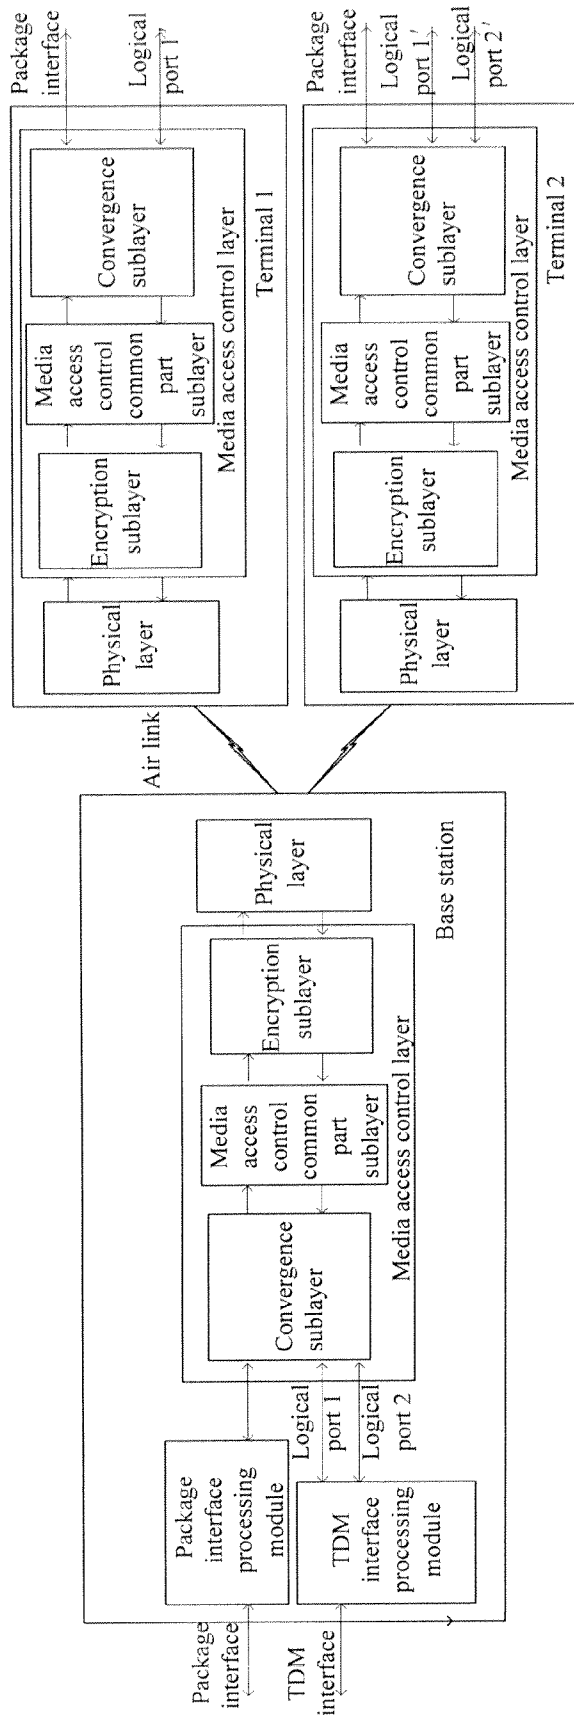 Package
interface
TDM
interface
Package
interface
processing
module
TDM
interface
processing
module
Logical
port 1
Logical
port 2
Convergence
sublayer
Media
access
control
common
part
sublayer
Encryption
sublayer
Media access control layer
Physical
layer
Base station
Air link
Physical
layer
Encryption
sublayer
Media
access
control
common
part
sublayer
Convergence
sublayer
Media access control layer
Terminal 1
Package
interface
Logical
port 1′
Physical
layer
Encryption
sublayer
Media
access
control
common
part
sublayer
Convergence
sublayer
Media access control layer
Terminal 2
Package
interface
Logical
port 1′
Logical
port 2′